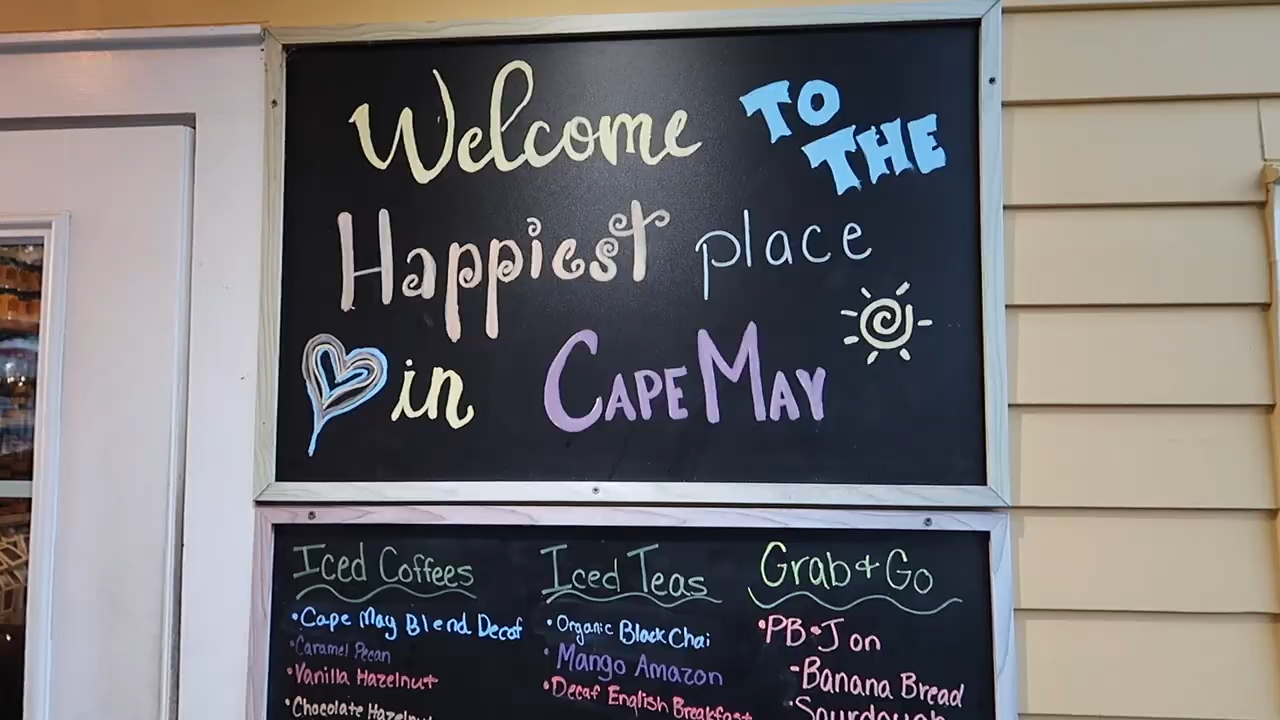 Welcome TO
THE
Happiest place
in CAPE MAY
Iced Coffees
• Cape May Blend Decaf
• Caramel Pecan
• Vanilla Hazelnut
• Chocolate Hazelnut
Iced Teas
• Organic Black Chai
• Mango Amazon
• Decaf English Breakfast
Grab + Go
• PB + J on
- Banana Bread
- Sourdough